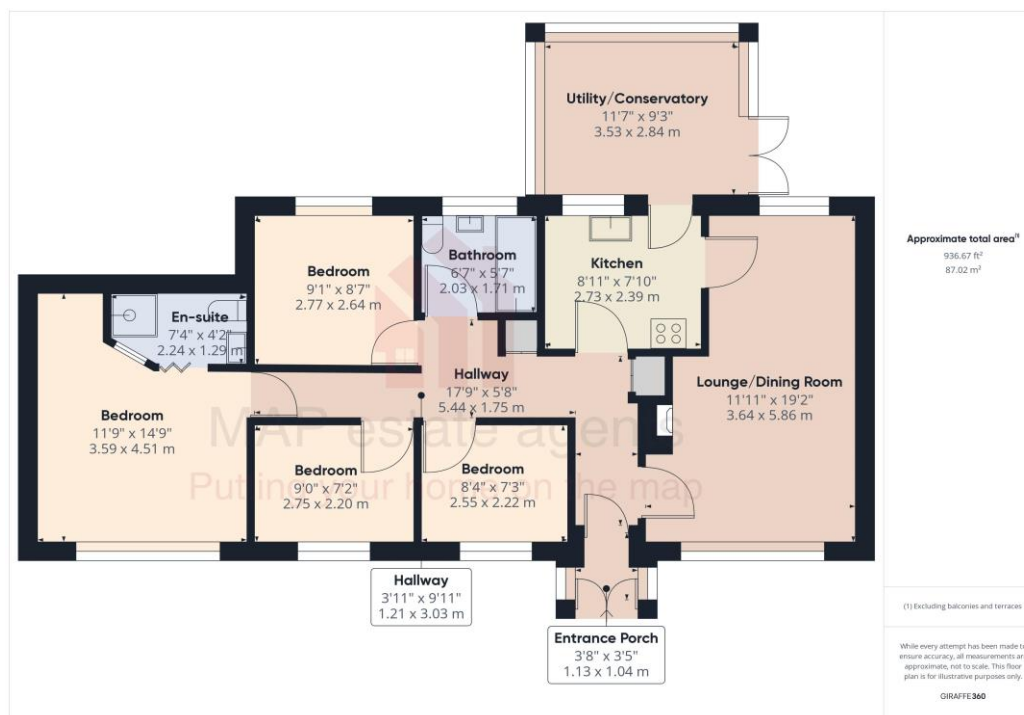 Utility/Conservatory
11'7" x 9'3"
3.53 x 2.84 m
Bedroom
9'1" x 8'7"
2.77 x 2.64 m
Bathroom
6'7" x 5'7"
2.03 x 1.71 m
Kitchen
8'11" x 7'10"
2.73 x 2.39 m
En-suite
7'4" x 4'2"
2.24 x 1.29 m
Hallway
17'9" x 5'8"
5.44 x 1.75 m
Lounge/Dining Room
11'11" x 19'2"
3.64 x 5.86 m
Bedroom
11'9" x 14'9"
3.59 x 4.51 m
MAP estate agents
Putting your home on the map
Bedroom
9'0" x 7'2"
2.75 x 2.20 m
Bedroom
8'4" x 7'3"
2.55 x 2.22 m
Hallway
3'11" x 9'11"
1.21 x 3.03 m
Entrance Porch
3'8" x 3'5"
1.13 x 1.04 m
Approximate total area(1)
936.67 ft²
87.02 m²
(1) Excluding balconies and terraces
While every attempt has been made to
ensure accuracy, all measurements are
approximate, not to scale. This floor
plan is for illustrative purposes only.
GIRAFFE360